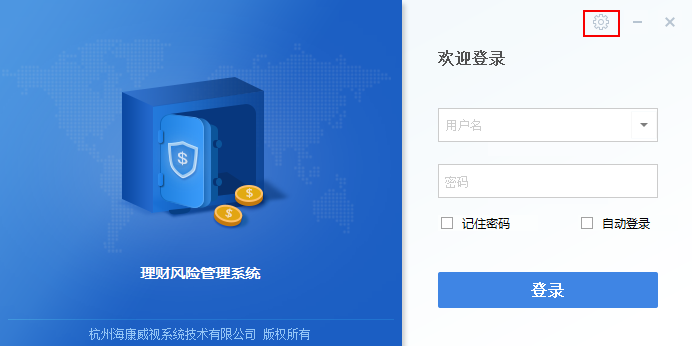 理财风险管理系统
杭州海康威视系统技术有限公司 版权所有
欢迎登录
用户名
密码
记住密码 自动登录
登录